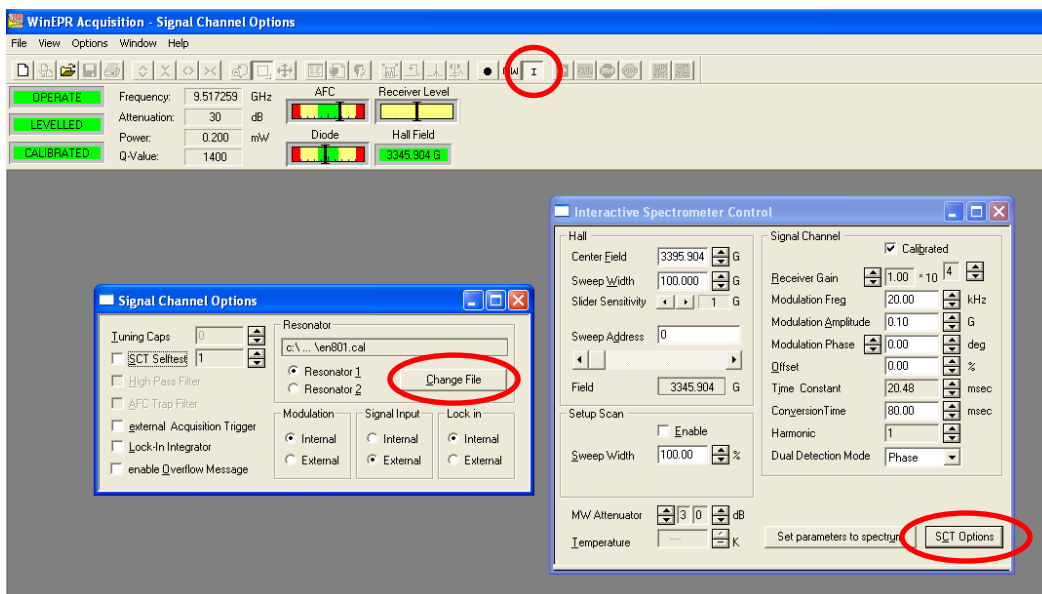 WinEPR Acquisition - Signal Channel Options
File View Options Window Help
I
OPERATE Frequency: 9.517259 GHz AFC Receiver Level
LEVELLED Attenuation: 30 dB
Power: 0.200 mW Diode Hall Field
CALIBRATED Q-Value: 1400 3345.904 G
Signal Channel Options
Tuning Caps 0
SCT Selftest 1
High Pass Filter
AFC Trap Filter
external Acquisition Trigger
Lock-In Integrator
enable Overflow Message
Resonator
c:\ ... \en801.cal
Resonator 1
Resonator 2
Change File
Modulation Signal Input Lock in
Internal Internal Internal
External External External
Interactive Spectrometer Control
Hall
Center Field 3395.904 G
Sweep Width 100.000 G
Slider Sensitivity 1 G
Sweep Address 0
Field 3345.904 G
Setup Scan
Enable
Sweep Width 100.00 %
MW Attenuator 3 0 dB
Temperature ---- K
Signal Channel
Calibrated
Receiver Gain 1.00 * 10 4
Modulation Freq 20.00 kHz
Modulation Amplitude 0.10 G
Modulation Phase 0.00 deg
Offset 0.00 %
Time Constant 20.48 msec
ConversionTime 80.00 msec
Harmonic 1
Dual Detection Mode Phase
Set parameters to spectrum
SCT Options